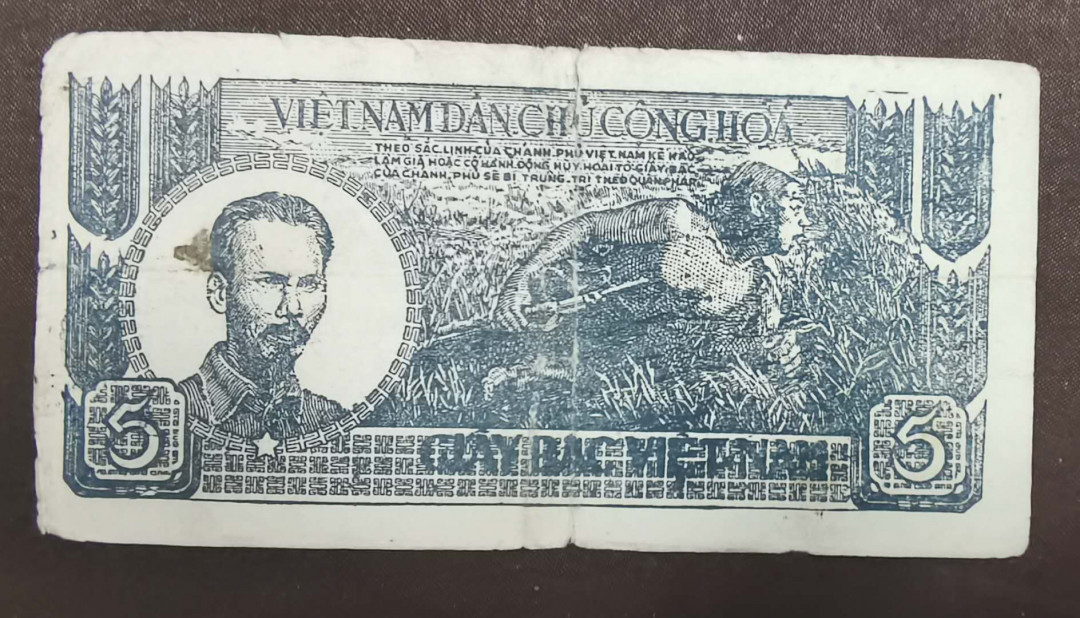 VIỆT NAM DÂN CHỦ CỘNG HOÀ
THEO SẮC LỊNH CỦA CHÁNH PHỦ VIỆT NAM KẺ NÀO
LÀM GIẢ HOẶC CÓ HÀNH ĐỘNG HỦY HOẠI TỜ GIẤY BẠC
CỦA CHÁNH PHỦ SẼ BỊ TRỪNG TRỊ THEO QUÂN PHÁP
GIẤY BẠC VIỆT NAM
5
5